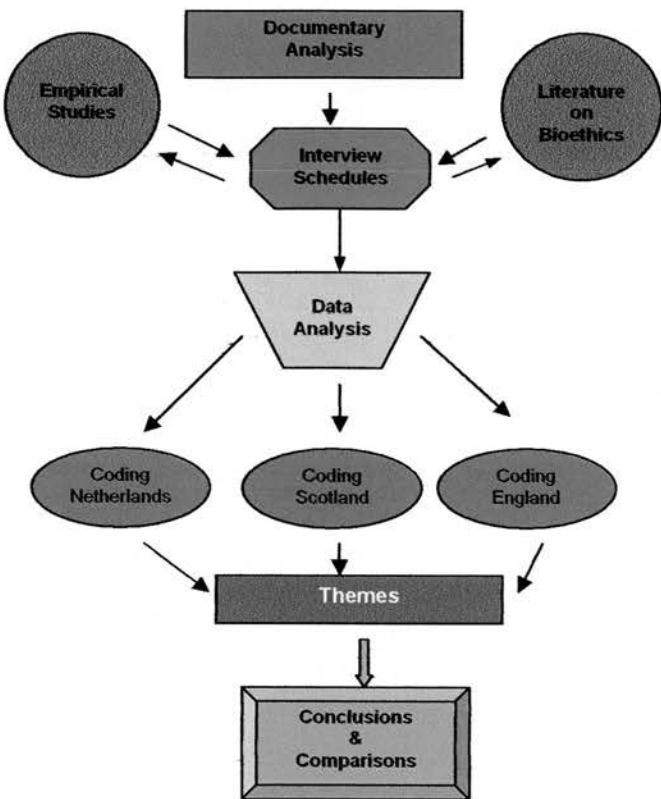 Documentary
Analysis
Empirical
Studies
Literature
on
Bioethics
Interview
Schedules
Data
Analysis
Coding
Netherlands
Coding
Scotland
Coding
England
Themes
Conclusions
&
Comparisons